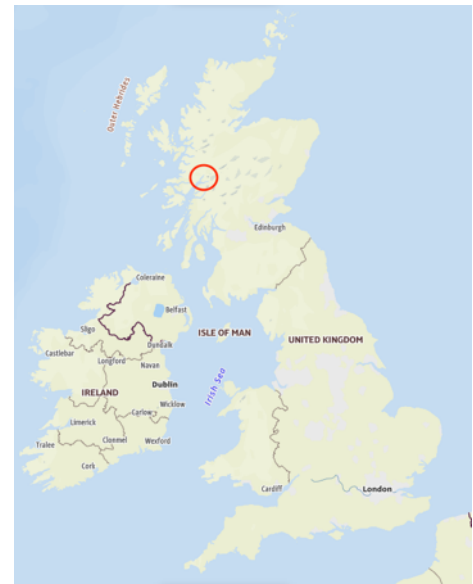 Outer Hebrides
Edinburgh
Coleraine
Belfast
ISLE OF MAN
UNITED KINGDOM
Sligo
Dundalk
Castlebar
Longford
Navan
IRELAND
Dublin
Irish Sea
Wicklow
Carlow
Limerick
Clonmel
Wexford
Tralee
Cork
Cardiff
London